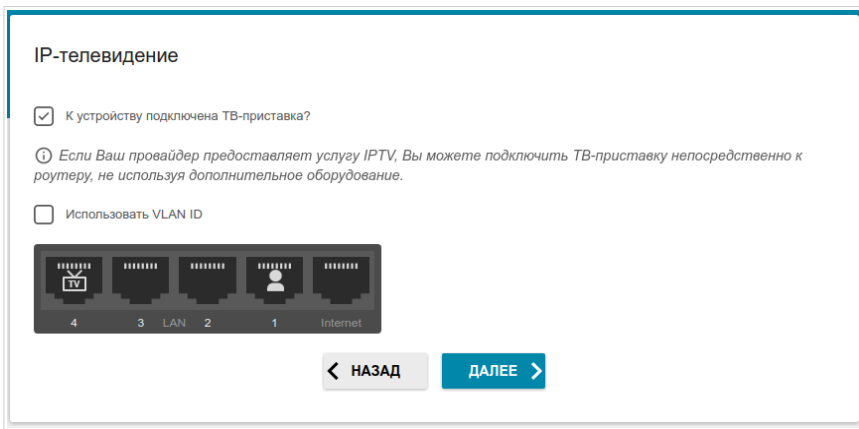 IP-телевидение
К устройству подключена ТВ-приставка?
Если Ваш провайдер предоставляет услугу IPTV, Вы можете подключить ТВ-приставку непосредственно к
роутеру, не используя дополнительное оборудование.
Использовать VLAN ID
TV
4 3 LAN 2 1 Internet
НАЗАД ДАЛЕЕ